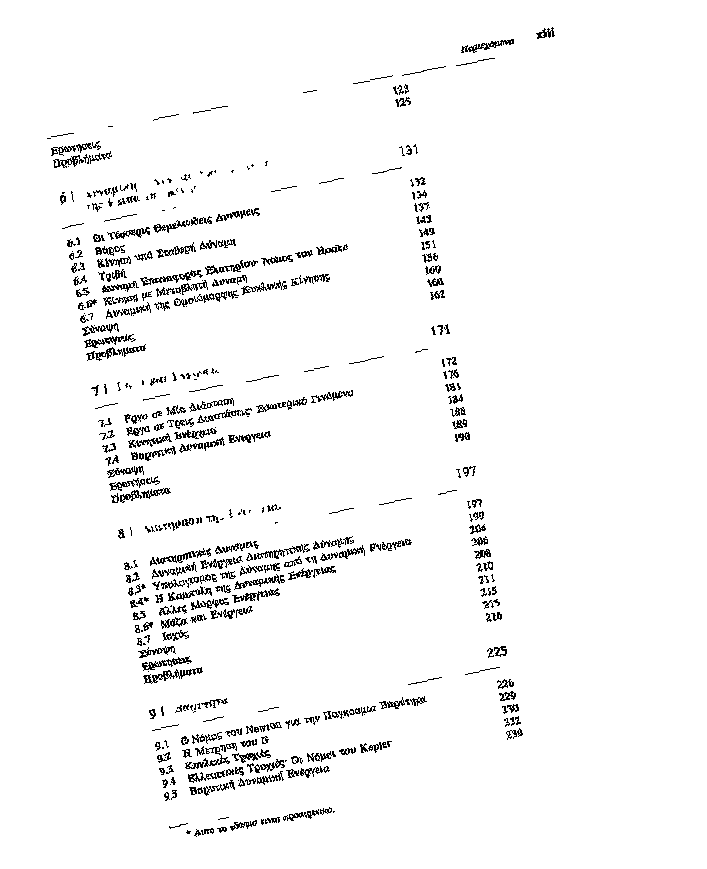 Περιεχόμενα xiii
Ερωτήσεις 123
Προβλήματα 125
6 | 131
6.1 Οι Τέσσερις Θεμελιώδεις Δυνάμεις 132
6.2 Βάρος 134
6.3 Κίνηση υπό Σταθερή Δύναμη 137
6.4 Τριβή 143
6.5 Δύναμη Επαναφοράς Ελατηρίου· Νόμος του Hooke 149
6.6* Κίνηση με Μεταβλητή Δύναμη 151
6.7 Δυναμική της Ομοιόμορφης Κυκλικής Κίνησης 156
Σύνοψη 160
Ερωτήσεις 160
Προβλήματα 162
7 | 171
7.1 Έργο σε Μία Διάσταση 172
7.2 Έργο σε Τρεις Διαστάσεις· Εσωτερικό Γινόμενο 176
7.3 Κινητική Ενέργεια 181
7.4 Βαρυτική Δυναμική Ενέργεια 184
Σύνοψη 188
Ερωτήσεις 189
Προβλήματα 190
8 | 197
8.1 Διατηρητικές Δυνάμεις 197
8.2 Δυναμική Ενέργεια Διατηρητικής Δύναμης 199
8.3* Υπολογισμός της Δύναμης από τη Δυναμική Ενέργεια 204
8.4* Η Καμπύλη της Δυναμικής Ενέργειας 206
8.5 Άλλες Μορφές Ενέργειας 208
8.6* Μάζα και Ενέργεια 210
8.7 Ισχύς 211
Σύνοψη 215
Ερωτήσεις 215
Προβλήματα 216
9 | Βαρύτητα 225
9.1 Ο Νόμος του Newton για την Παγκόσμια Βαρύτητα 226
9.2 Η Μέτρηση του G 229
9.3 Κυκλικές Τροχιές 230
9.4 Ελλειπτικές Τροχιές· Οι Νόμοι του Kepler 232
9.5 Βαρυτική Δυναμική Ενέργεια 239
* Αυτό το εδάφιο είναι προαιρετικό.